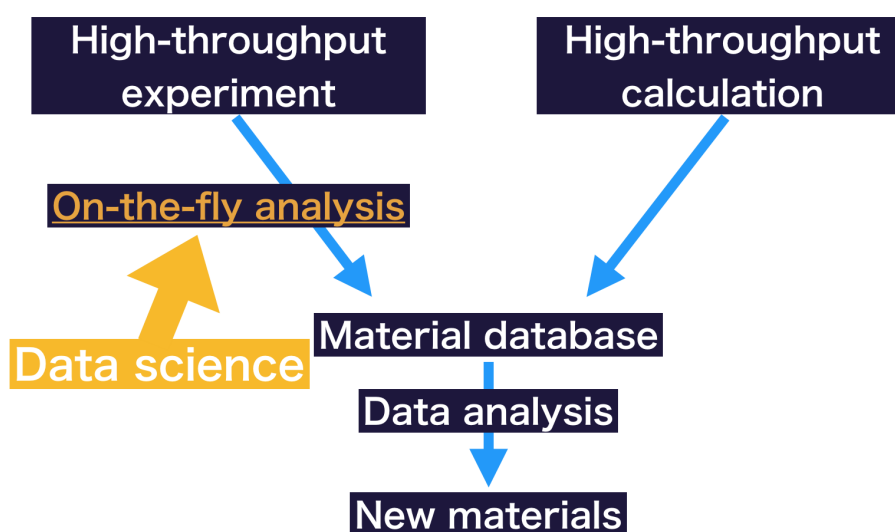 High-throughput
experiment
High-throughput
calculation
On-the-fly analysis
Data science
Material database
Data analysis
New materials